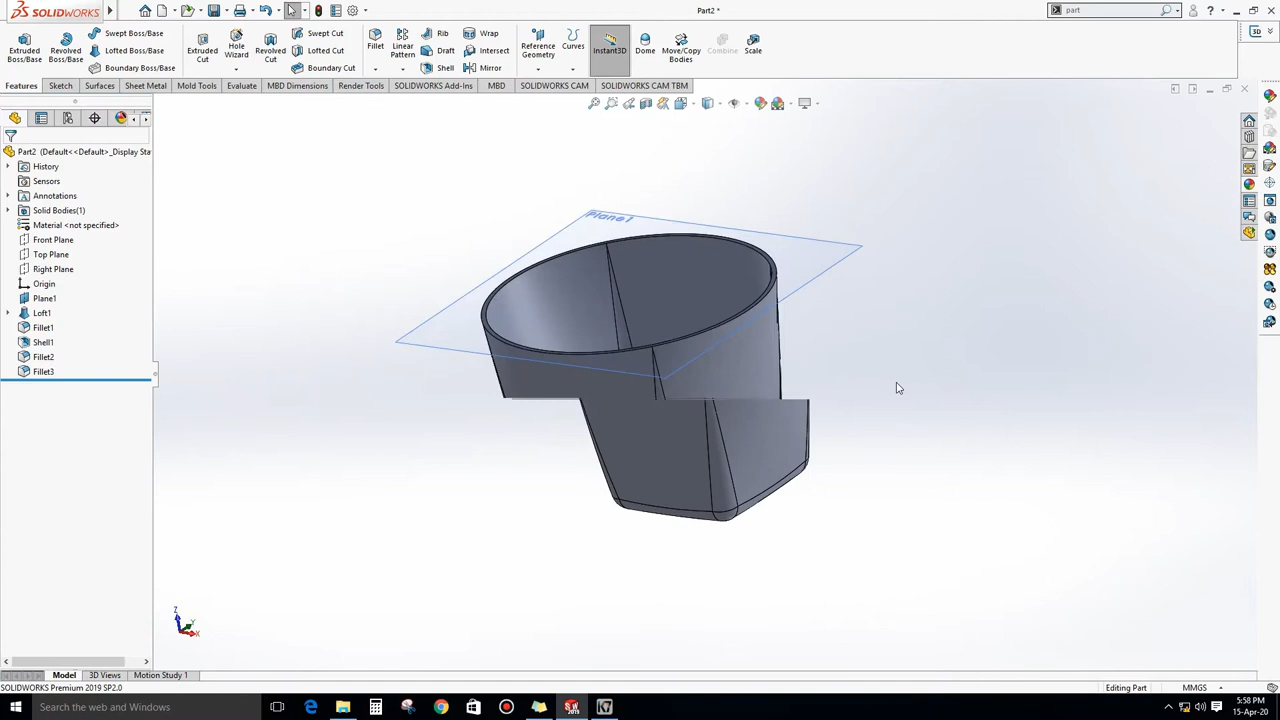 SOLIDWORKS
Part2 *
part
Extruded Boss/Base
Revolved Boss/Base
Swept Boss/Base
Lofted Boss/Base
Boundary Boss/Base
Extruded Cut
Hole Wizard
Revolved Cut
Swept Cut
Lofted Cut
Boundary Cut
Fillet
Linear Pattern
Rib
Draft
Shell
Wrap
Intersect
Mirror
Reference Geometry
Curves
Instant3D
Dome
Move/Copy Bodies
Combine
Scale
3D
Features
Sketch
Surfaces
Sheet Metal
Mold Tools
Evaluate
MBD Dimensions
Render Tools
SOLIDWORKS Add-Ins
MBD
SOLIDWORKS CAM
SOLIDWORKS CAM TBM
Part2 (Default<<Default>_Display Sta
History
Sensors
Annotations
Solid Bodies(1)
Material <not specified>
Front Plane
Top Plane
Right Plane
Origin
Plane1
Loft1
Fillet1
Shell1
Fillet2
Fillet3
Plane1
Z
Y
X
Model
3D Views
Motion Study 1
SOLIDWORKS Premium 2019 SP2.0
Editing Part
MMGS
Search the web and Windows
5:58 PM
15-Apr-20